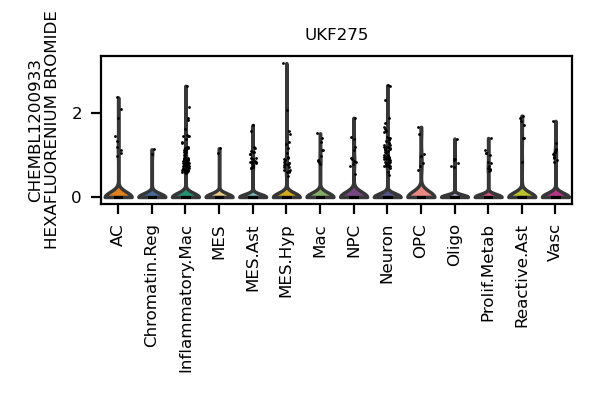 UKF275
CHEMBL1200933
HEXAFLUORENIUM BROMIDE
2
0
AC
Chromatin.Reg
Inflammatory.Mac
MES
MES.Ast
MES.Hyp
Mac
NPC
Neuron
OPC
Oligo
Prolif.Metab
Reactive.Ast
Vasc